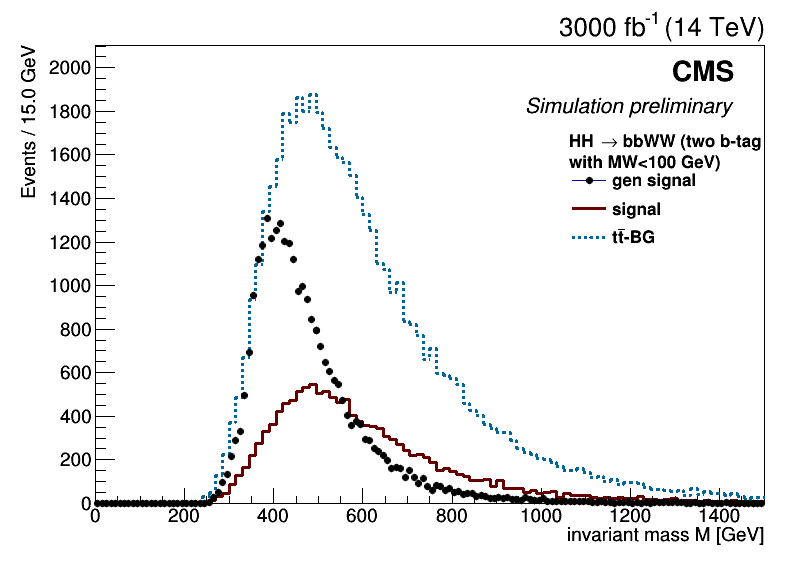 3000 fb-1 (14 TeV)
CMS
Simulation preliminary
HH → bbWW (two b-tag
with MW<100 GeV)
gen signal
signal
tt̄-BG
Events / 15.0 GeV
2000
1800
1600
1400
1200
1000
800
600
400
200
0
0 200 400 600 800 1000 1200 1400
invariant mass M [GeV]